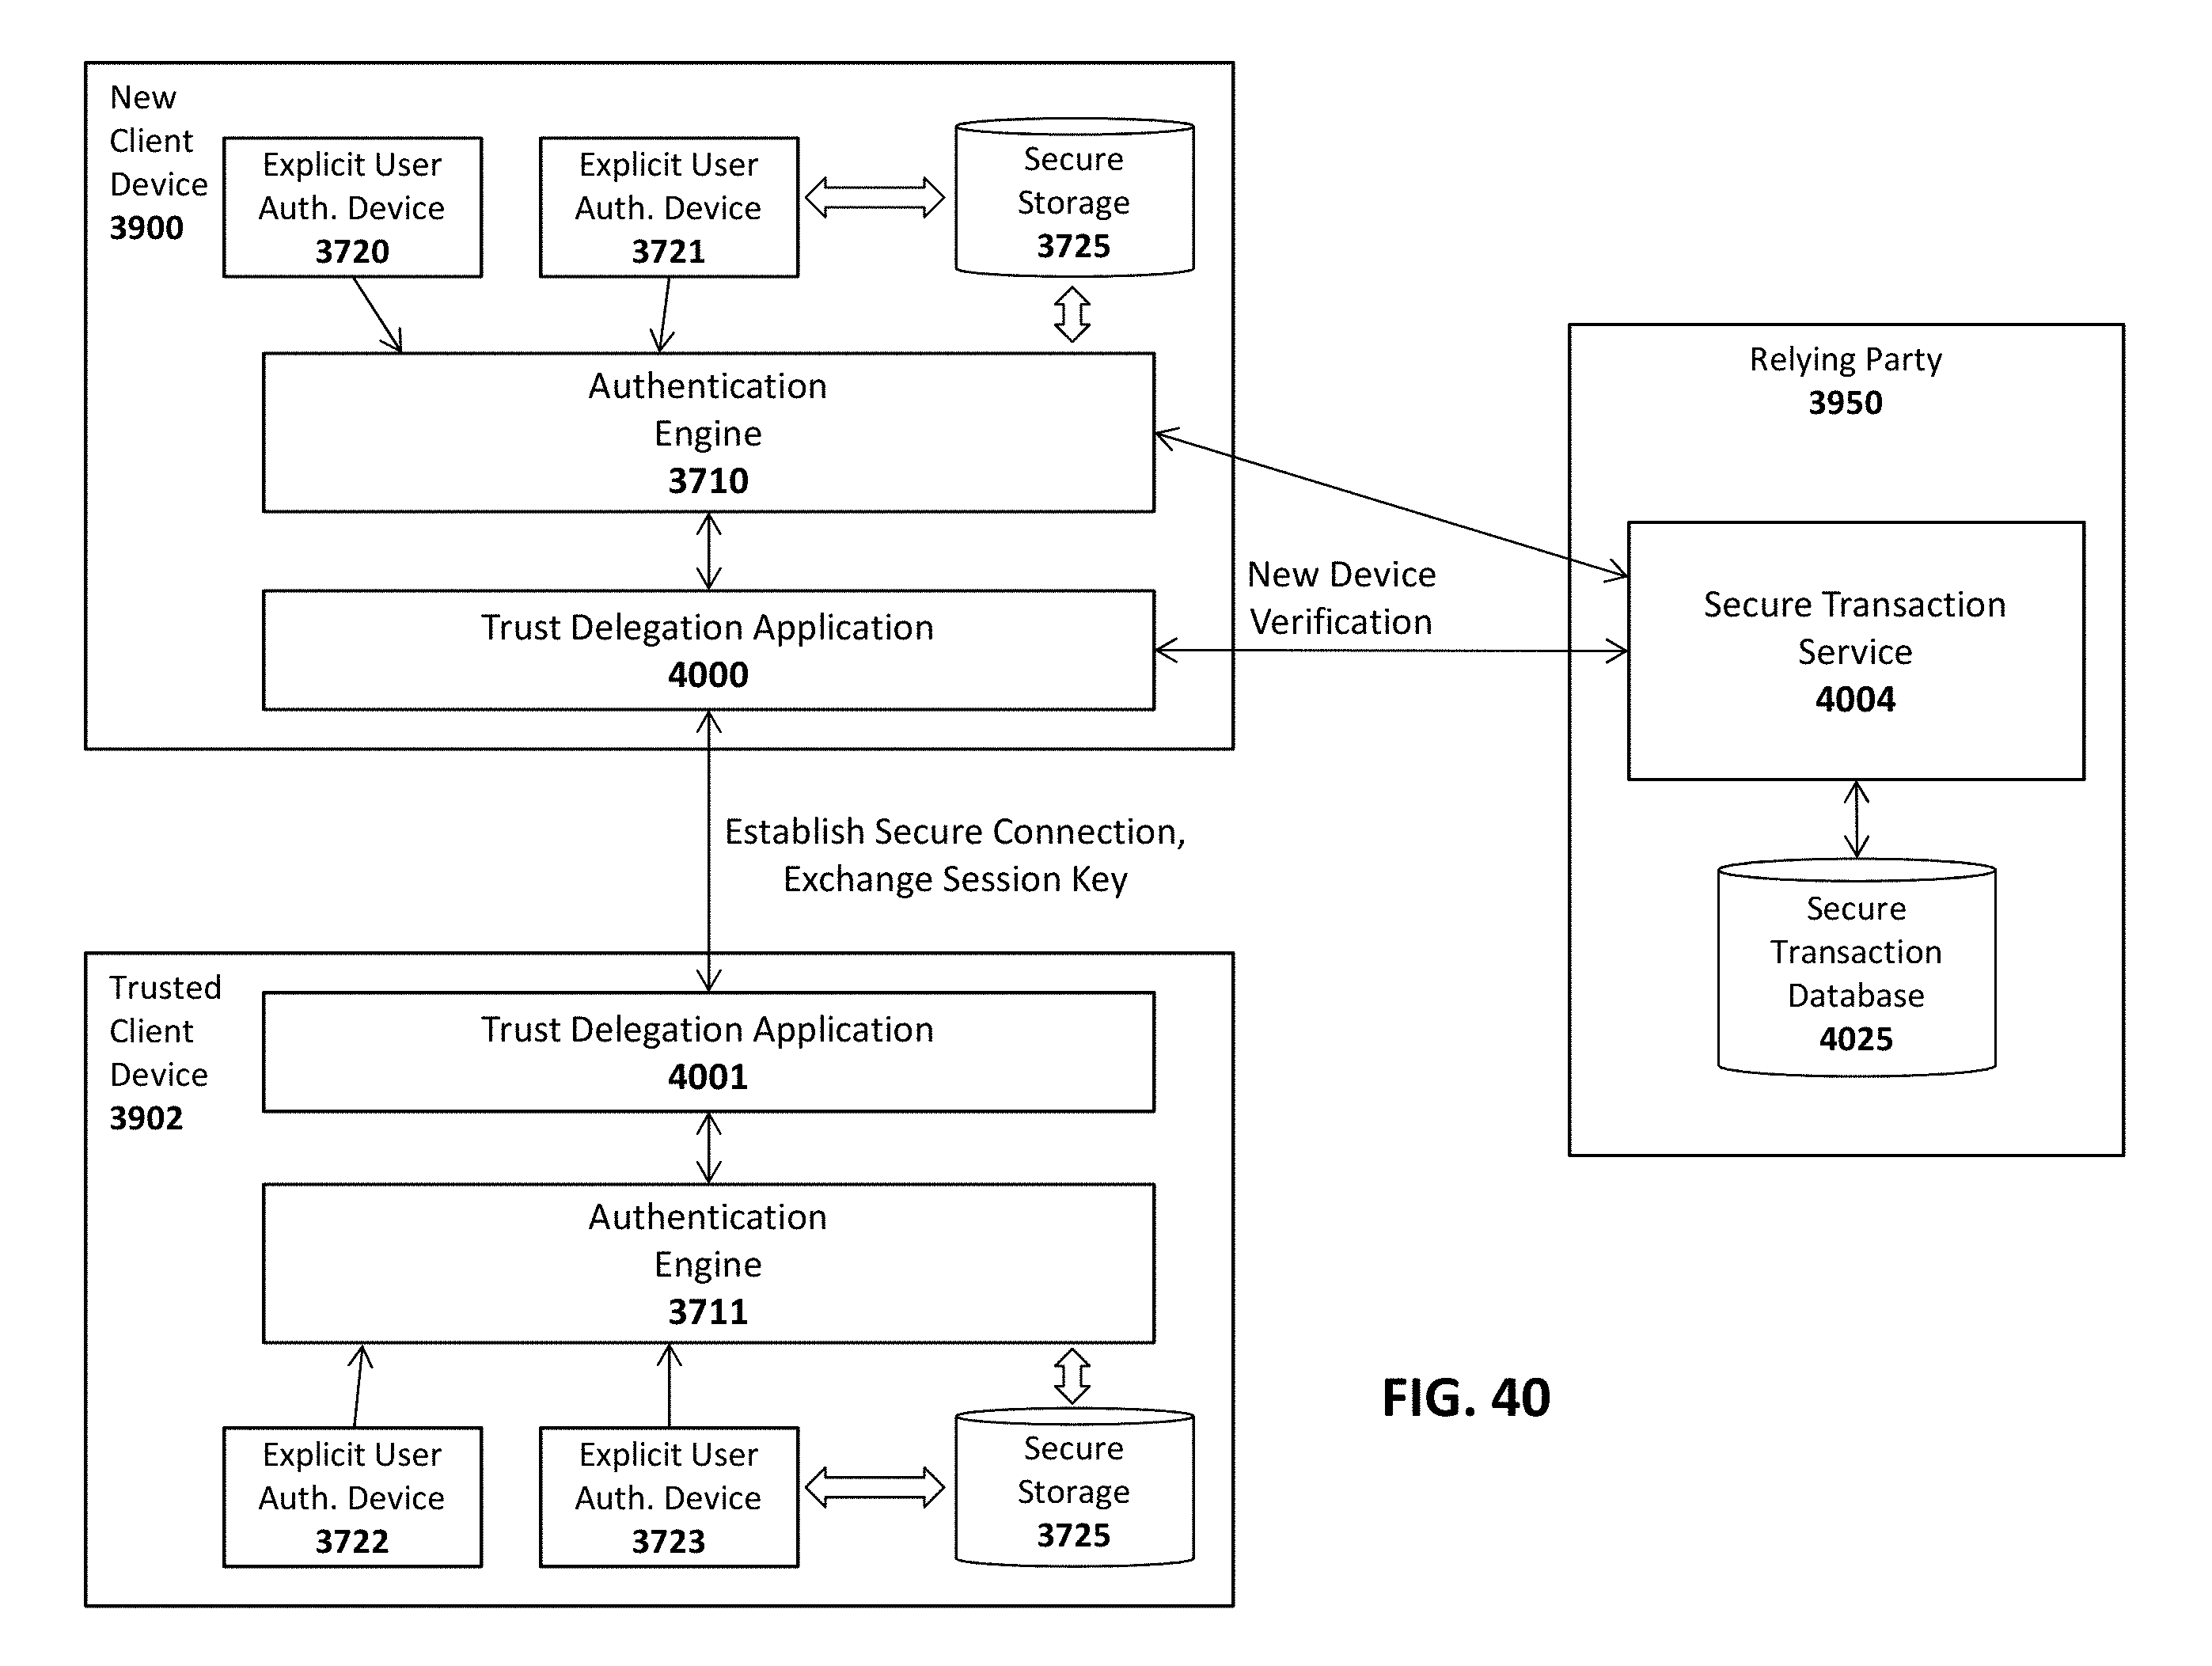 New
Client
Device
3900
Explicit User
Auth. Device
3720
Explicit User
Auth. Device
3721
Secure
Storage
3725
Authentication
Engine
3710
Trust Delegation Application
4000
New Device
Verification
Relying Party
3950
Secure Transaction
Service
4004
Secure
Transaction
Database
4025
Establish Secure Connection,
Exchange Session Key
Trusted
Client
Device
3902
Trust Delegation Application
4001
Authentication
Engine
3711
Explicit User
Auth. Device
3722
Explicit User
Auth. Device
3723
Secure
Storage
3725
FIG. 40